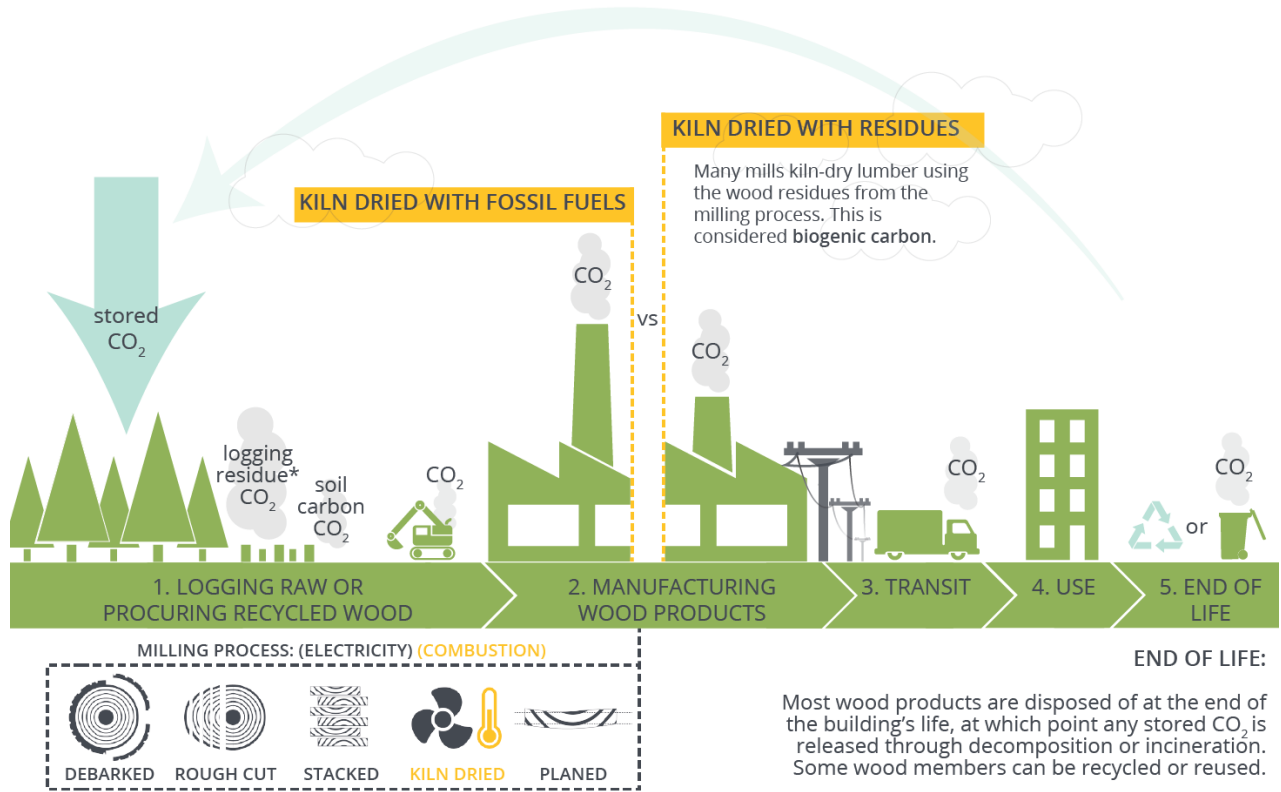 KILN DRIED WITH RESIDUES
Many mills kiln-dry lumber using
the wood residues from the
milling process. This is
considered biogenic carbon.
KILN DRIED WITH FOSSIL FUELS
CO₂
vs
CO₂
stored
CO₂
logging
residue*
CO₂
soil
carbon
CO₂
CO₂
CO₂
CO₂
or
1. LOGGING RAW OR
PROCURING RECYCLED WOOD
2. MANUFACTURING
WOOD PRODUCTS
3. TRANSIT
4. USE
5. END OF
LIFE
MILLING PROCESS: (ELECTRICITY) (COMBUSTION)
DEBARKED
ROUGH CUT
STACKED
KILN DRIED
PLANED
END OF LIFE:
Most wood products are disposed of at the end of
the building’s life, at which point any stored CO₂ is
released through decomposition or incineration.
Some wood members can be recycled or reused.